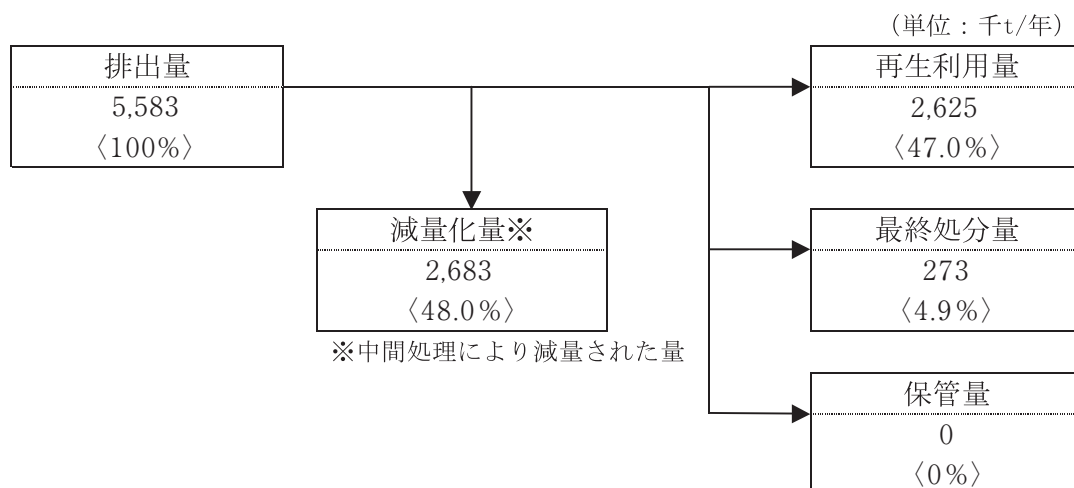 （単位：千t/年）
排出量
5,583
〈100%〉
再生利用量
2,625
〈47.0%〉
減量化量※
2,683
〈48.0%〉
※中間処理により減量された量
最終処分量
273
〈4.9%〉
保管量
0
〈0%〉